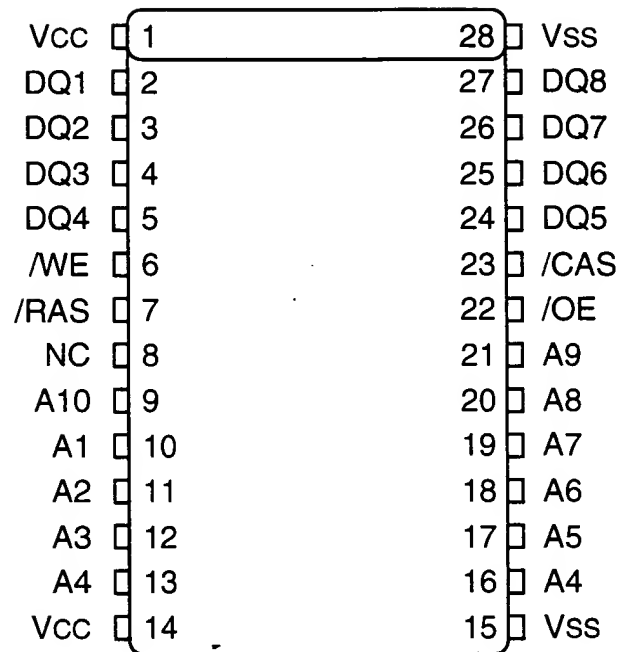 Vcc 1 28 Vss
DQ1 2 27 DQ8
DQ2 3 26 DQ7
DQ3 4 25 DQ6
DQ4 5 24 DQ5
/WE 6 23 /CAS
/RAS 7 22 /OE
NC 8 21 A9
A10 9 20 A8
A1 10 19 A7
A2 11 18 A6
A3 12 17 A5
A4 13 16 A4
Vcc 14 15 Vss